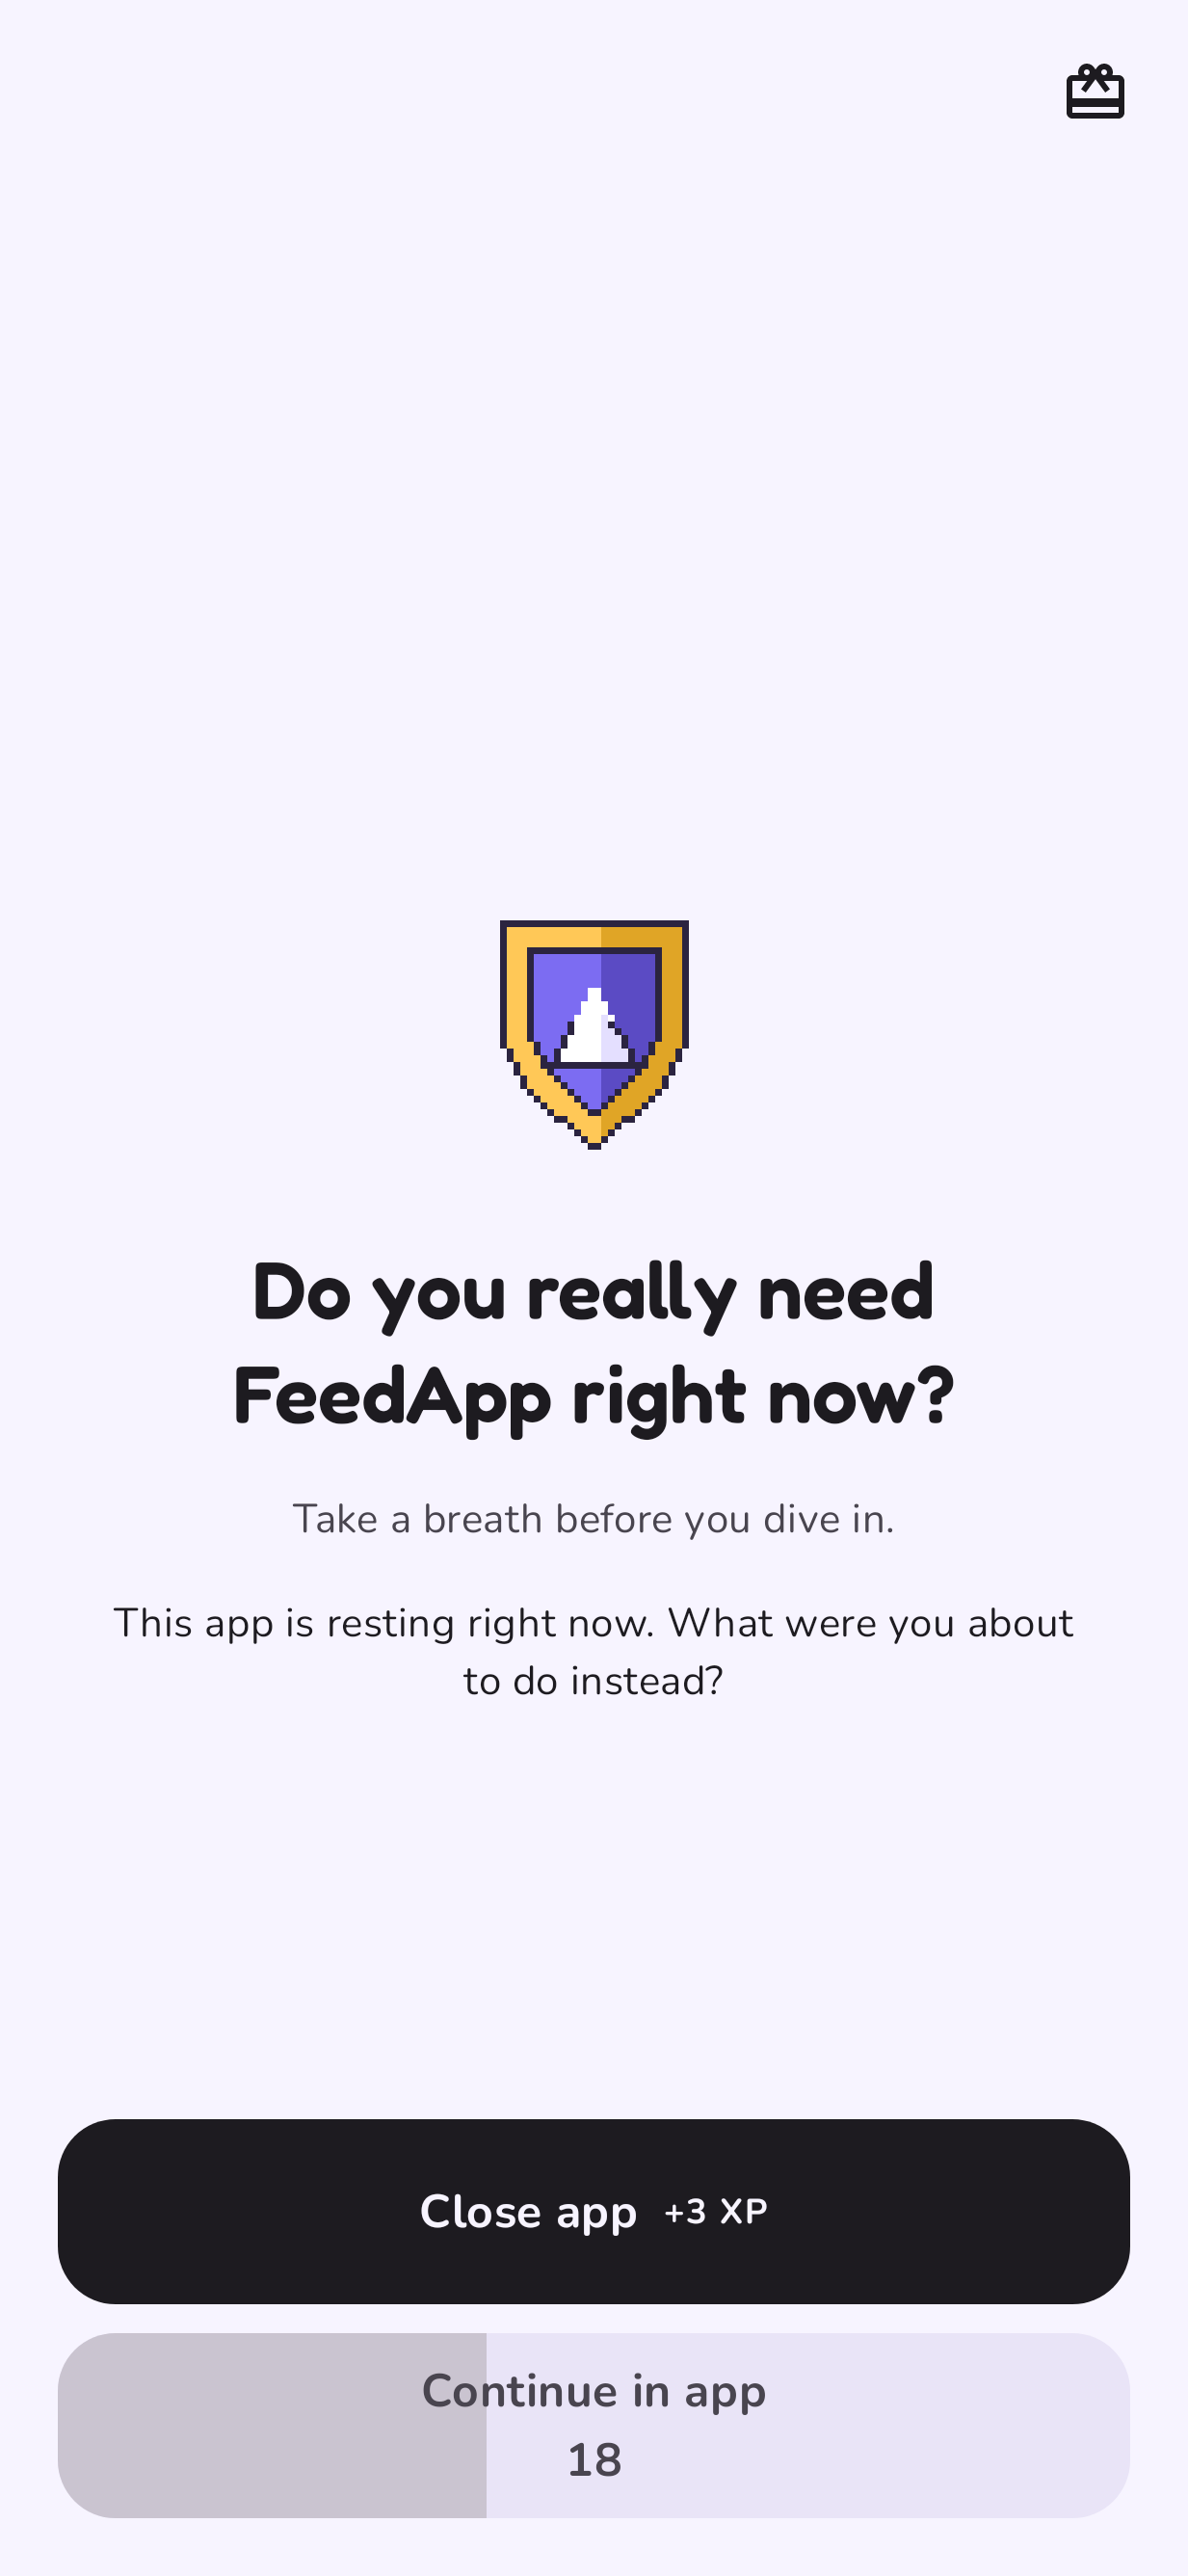 Do you really need
FeedApp right now?
Take a breath before you dive in.
This app is resting right now. What were you about
to do instead?
Close app +3 XP
Continue in app
18